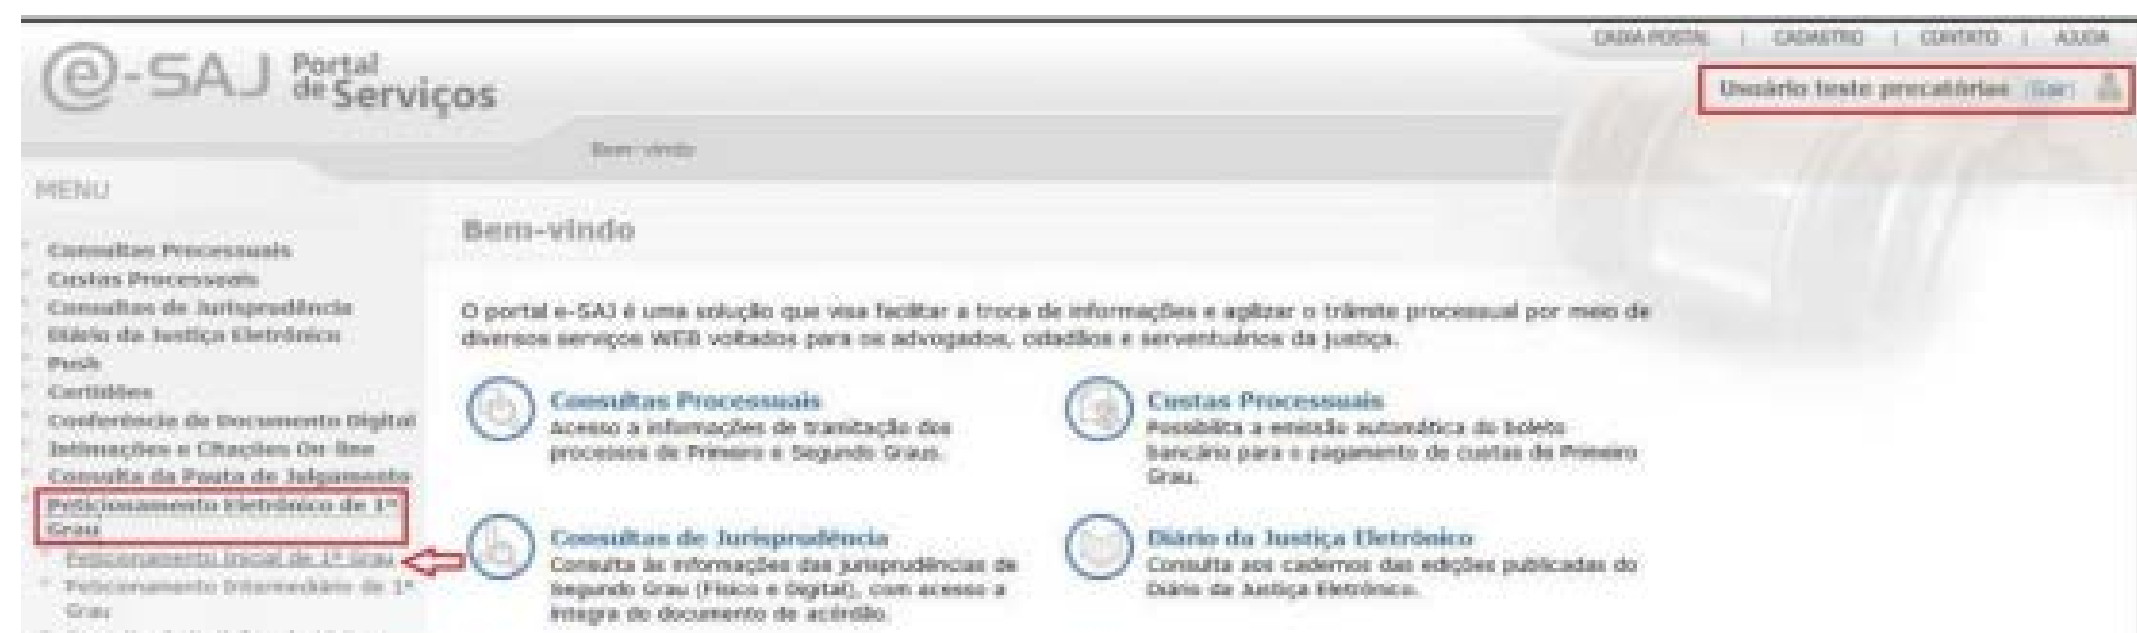 CAIXA POSTAL | CADASTRO | CONTATO | AJUDA
e-SAJ Portal de Serviços
Usuário teste precatórias (Sair)
Bem-vindo
MENU
Bem-vindo
Consultas Processuais
Custas Processuais
Consultas de Jurisprudência
Diário da Justiça Eletrônico
Push
Certidões
Conferência de Documento Digital
Intimações e Citações On-line
Consulta da Pauta de Julgamento
Peticionamento Eletrônico de 1º
Grau
Peticionamento Inicial de 1º Grau
Peticionamento Intermediário de 1º
Grau
O portal e-SAJ é uma solução que visa facilitar a troca de informações e agilizar o trâmite processual por meio de
diversos serviços WEB voltados para os advogados, cidadãos e serventuários da justiça.
Consultas Processuais
Acesso a informações de tramitação dos
processos de Primeiro e Segundo Graus.
Custas Processuais
Possibilita a emissão automática do boleto
bancário para o pagamento de custas de Primeiro
Grau.
Consultas de Jurisprudência
Consulta às informações das jurisprudências de
Segundo Grau (Físico e Digital), com acesso a
íntegra do documento de acórdão.
Diário da Justiça Eletrônico
Consulta aos cadernos das edições publicadas do
Diário da Justiça Eletrônico.